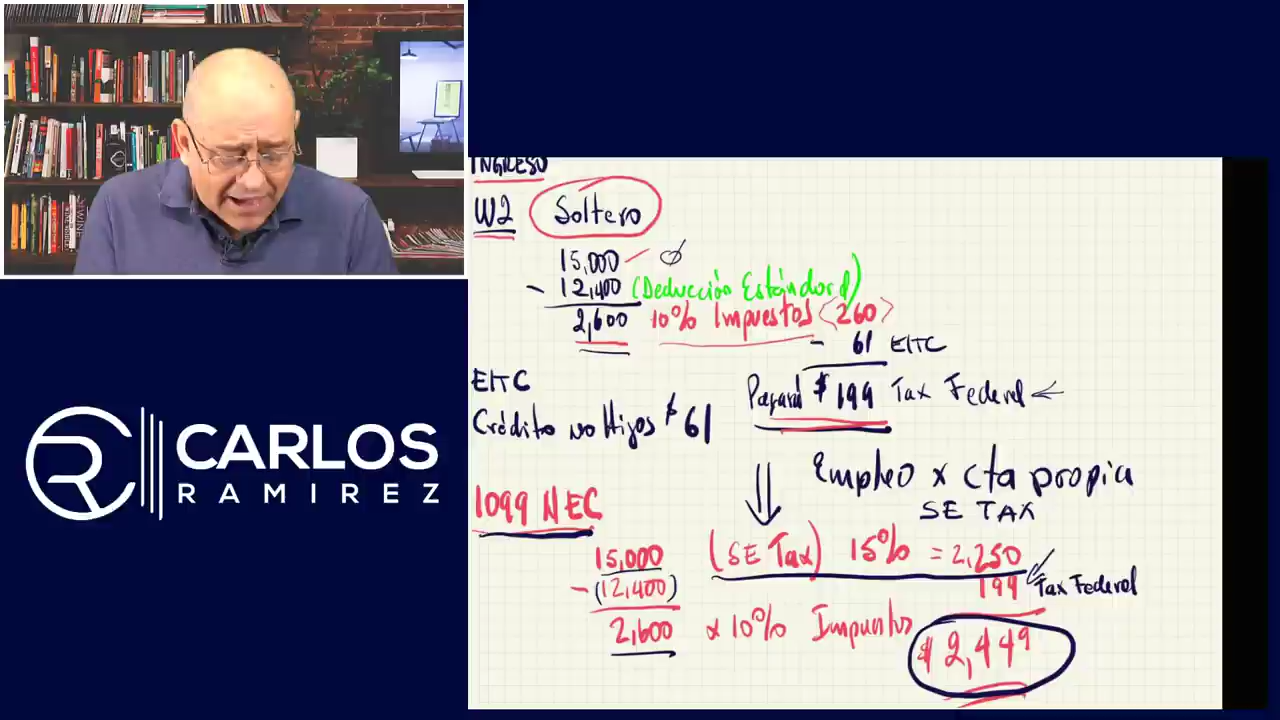 INGRESO
W2 Soltero
15,000
- 12,400 (Deducción Estándard)
2,600 10% Impuestos (260)
- 61 EITC
EITC
Pagará $199 Tax Federal
Crédito no Hijos $61
Empleo x cta propia
SE TAX
1099 NEC
15,000 (SE Tax) 15% = 2,250
- (12,400) 199 Tax Federal
2,600 x 10% Impuestos
$2,449
CARLOS
RAMIREZ